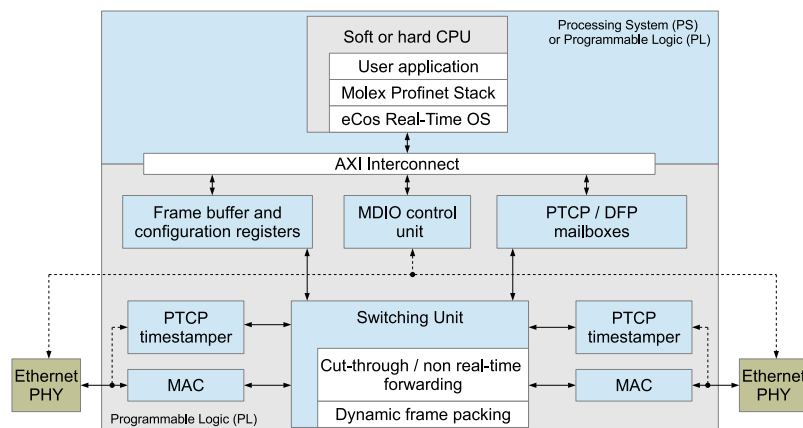 Processing System (PS)
or Programmable Logic (PL)
Soft or hard CPU
User application
Molex Profinet Stack
eCos Real-Time OS
AXI Interconnect
Frame buffer and
configuration registers
MDIO control
unit
PTCP / DFP
mailboxes
PTCP
timestamper
Switching Unit
PTCP
timestamper
Ethernet
PHY
MAC
Cut-through / non real-time
forwarding
MAC
Ethernet
PHY
Programmable Logic (PL)
Dynamic frame packing